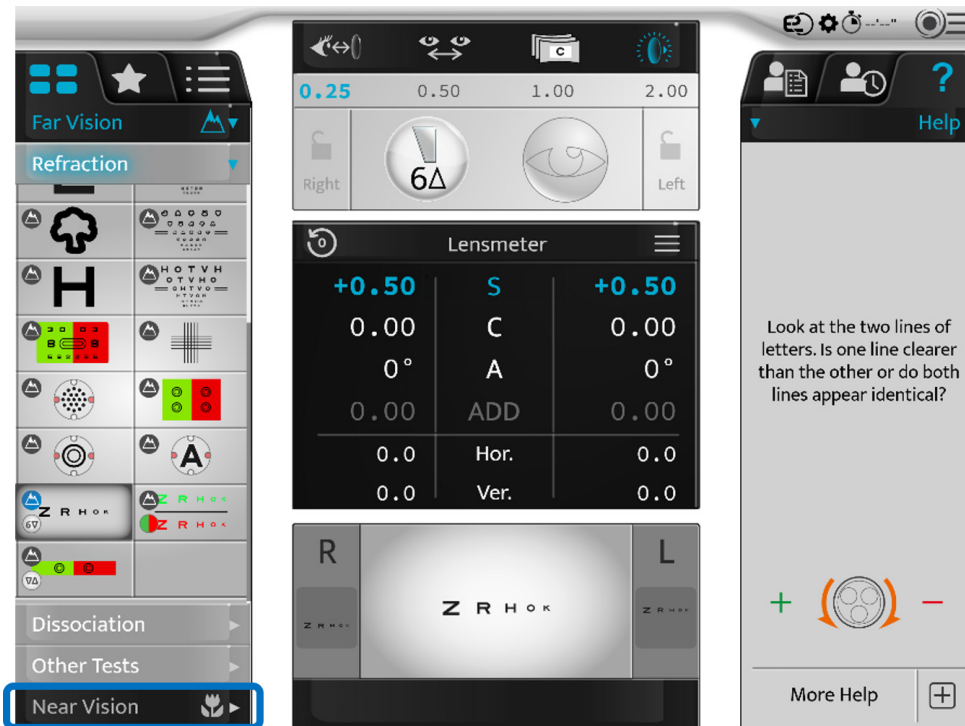 --'--"
Far Vision
Refraction
H
H O T V H
O T V H O
A
6∇
Z R H O K
Z R H O K
Z R H O K
∇Δ
Dissociation
Other Tests
Near Vision
C
0.25 0.50 1.00 2.00
Right 6Δ Left
0 Lensmeter
+0.50 S +0.50
0.00 C 0.00
0° A 0°
0.00 ADD 0.00
0.0 Hor. 0.0
0.0 Ver. 0.0
R L
Z R H O K Z R H O K Z R H O K
?
Help
Look at the two lines of
letters. Is one line clearer
than the other or do both
lines appear identical?
+ −
More Help